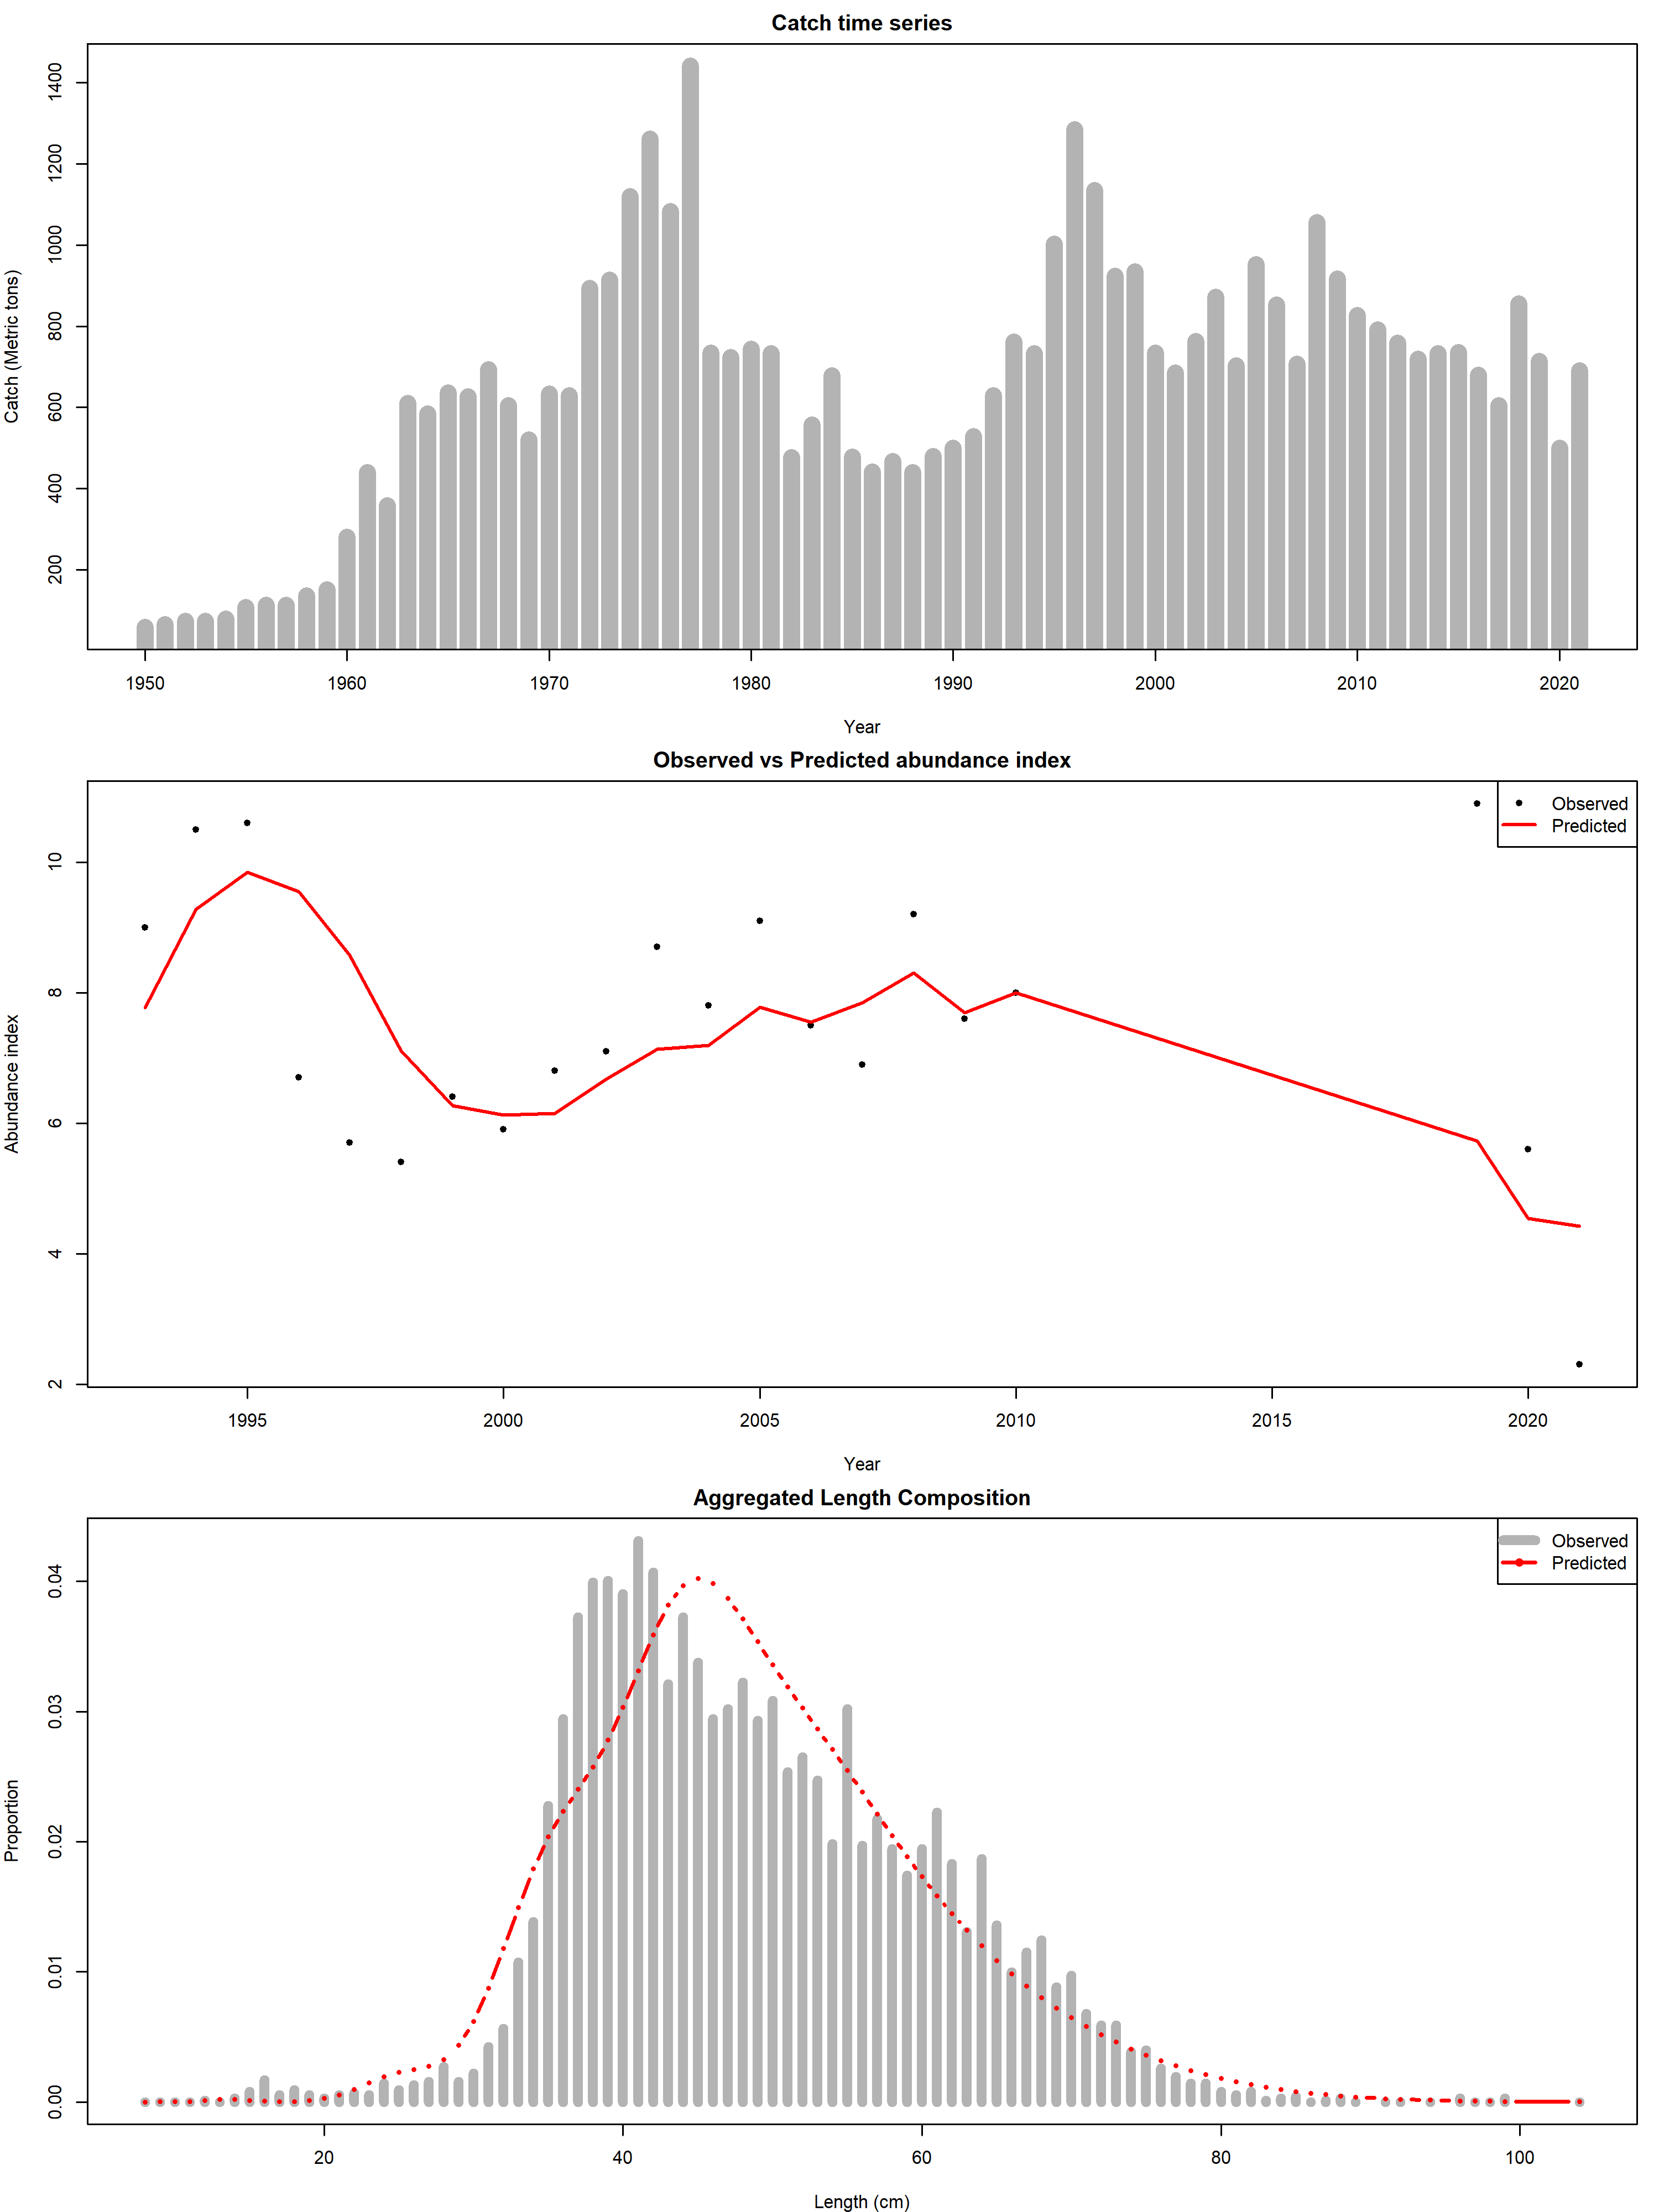 Catch time series
Catch (Metric tons)
1400
1200
1000
800
600
400
200
1950 1960 1970 1980 1990 2000 2010 2020
Year
Observed vs Predicted abundance index
Observed
Predicted
Abundance index
10
8
6
4
2
1995 2000 2005 2010 2015 2020
Year
Aggregated Length Composition
Observed
Predicted
Proportion
0.04
0.03
0.02
0.01
0.00
20 40 60 80 100
Length (cm)